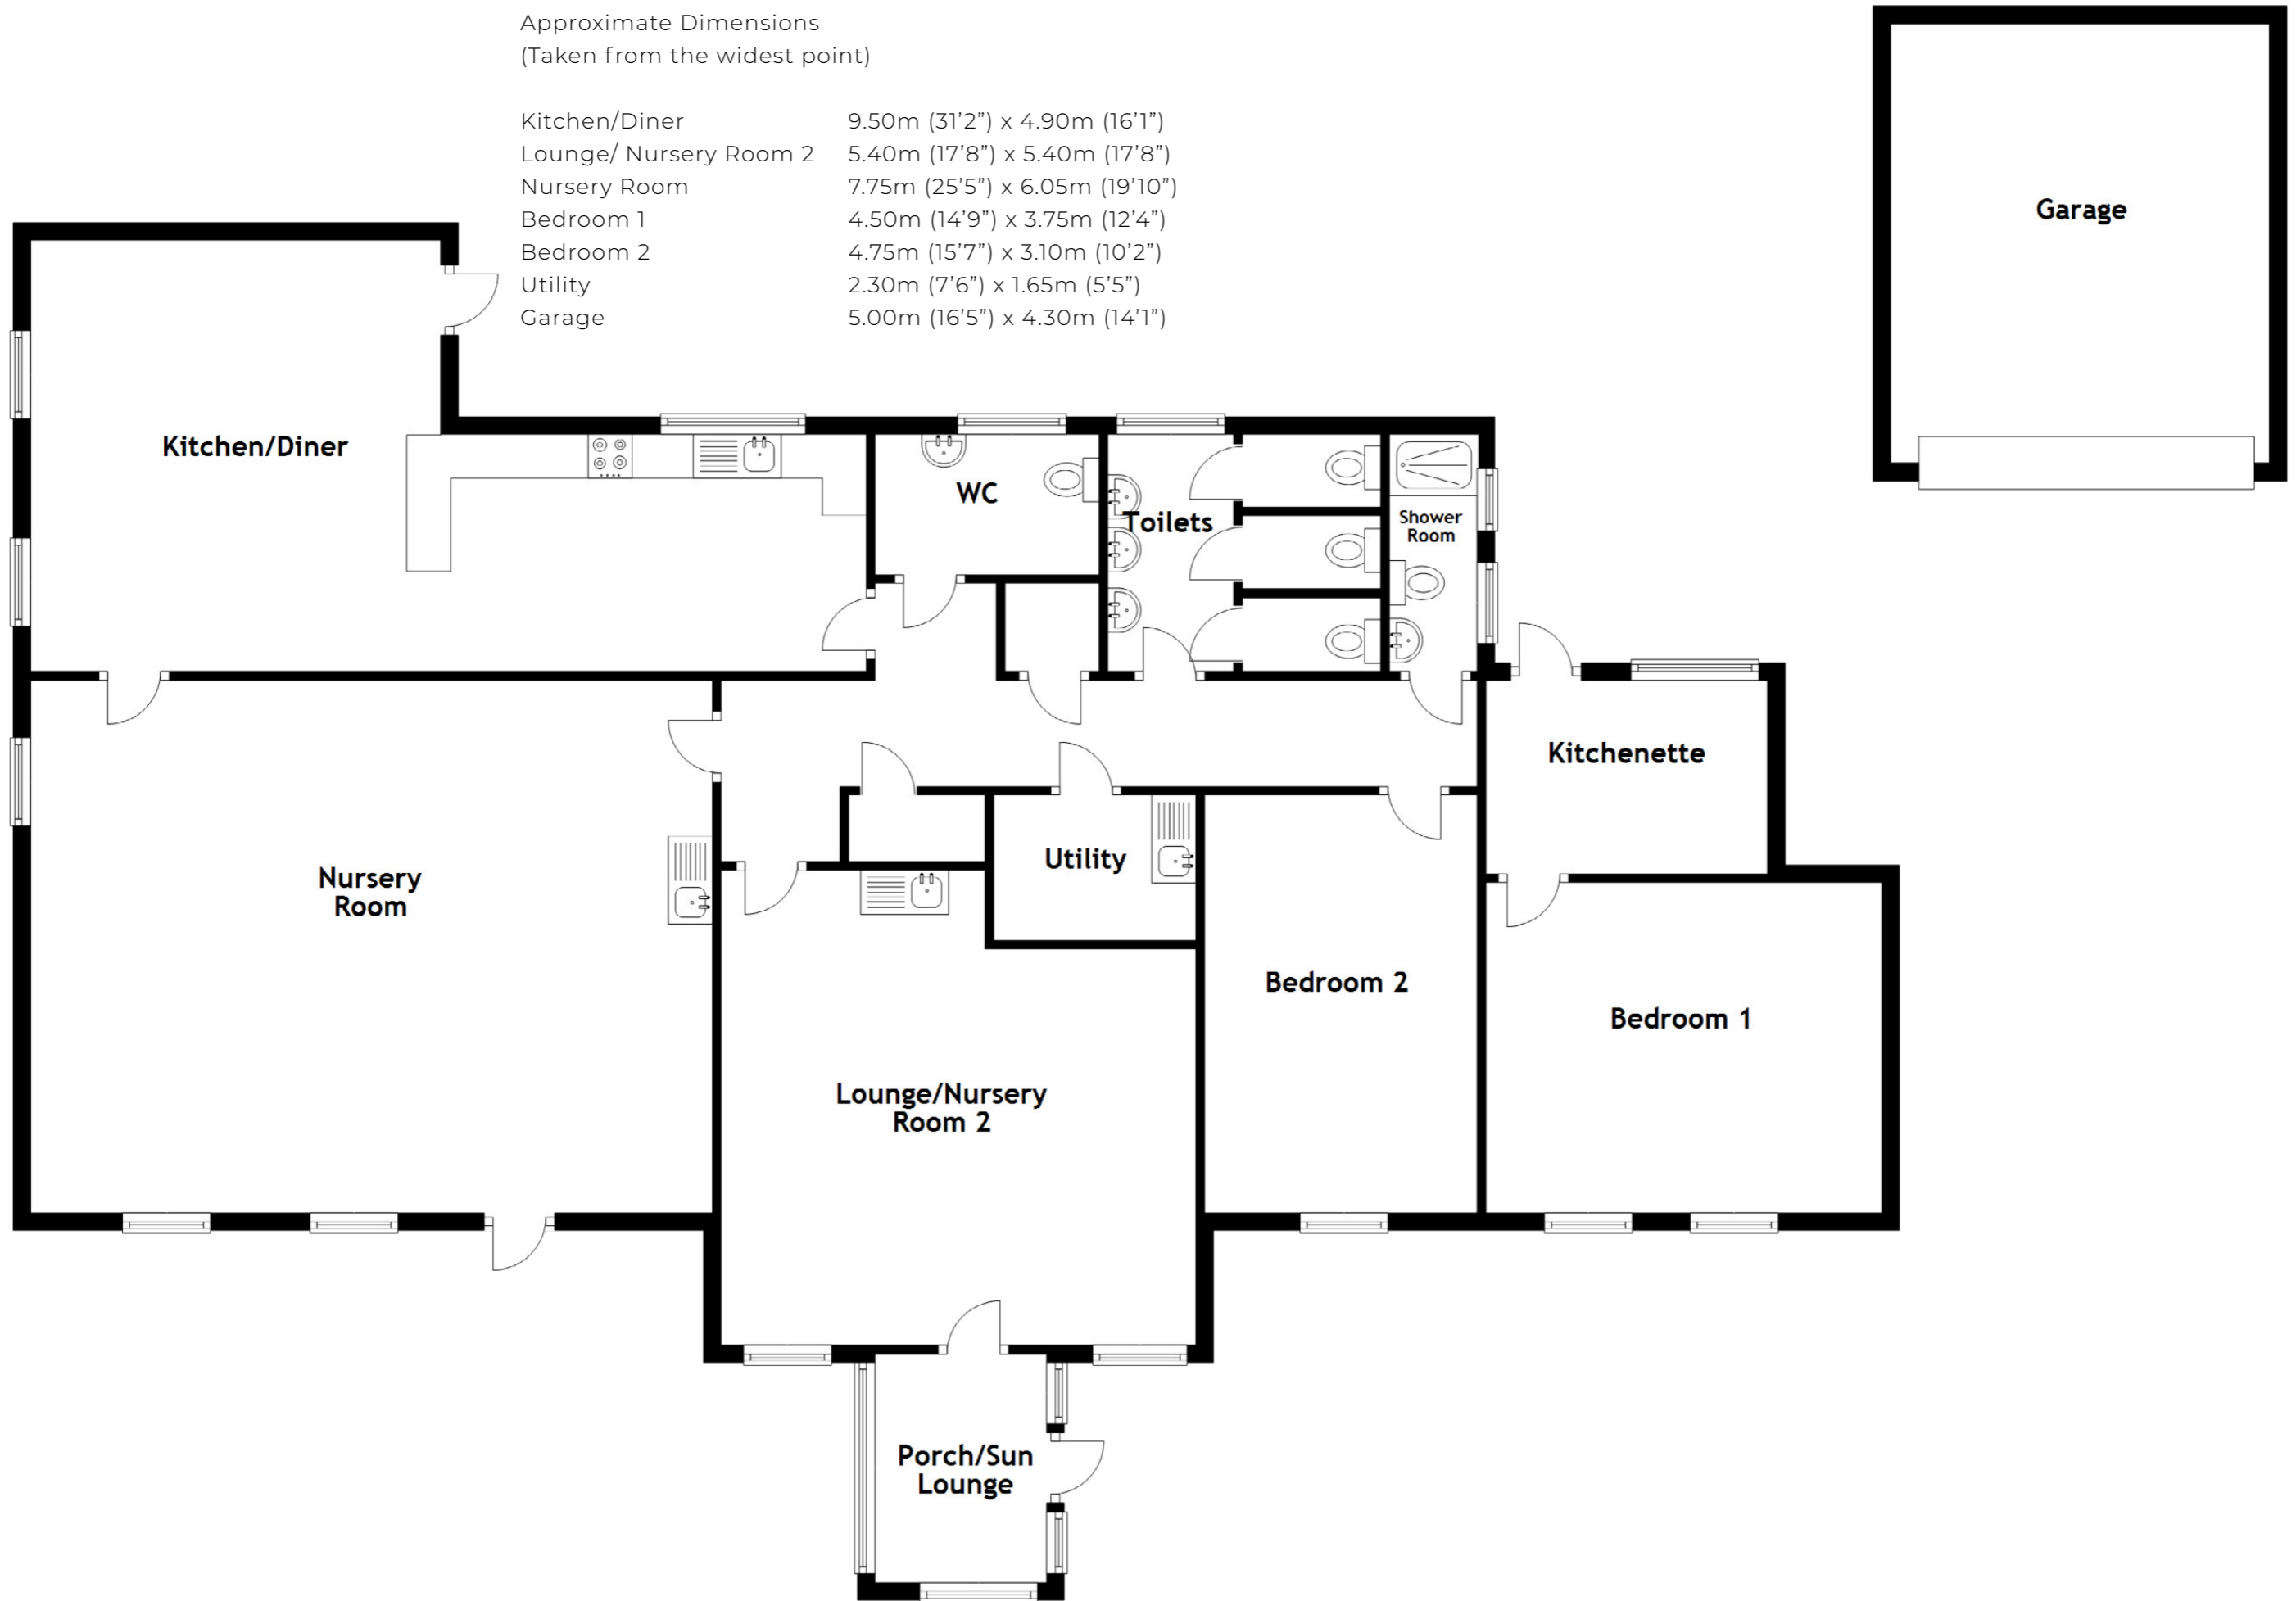 Approximate Dimensions
(Taken from the widest point)
Kitchen/Diner 9.50m (31’2”) x 4.90m (16’1”)
Lounge/ Nursery Room 2 5.40m (17’8”) x 5.40m (17’8”)
Nursery Room 7.75m (25’5”) x 6.05m (19’10”)
Bedroom 1 4.50m (14’9”) x 3.75m (12’4”)
Bedroom 2 4.75m (15’7”) x 3.10m (10’2”)
Utility 2.30m (7’6”) x 1.65m (5’5”)
Garage 5.00m (16’5”) x 4.30m (14’1”)
Garage
Kitchen/Diner
WC
Toilets
Shower
Room
Kitchenette
Nursery
Room
Utility
Bedroom 2
Bedroom 1
Lounge/Nursery
Room 2
Porch/Sun
Lounge